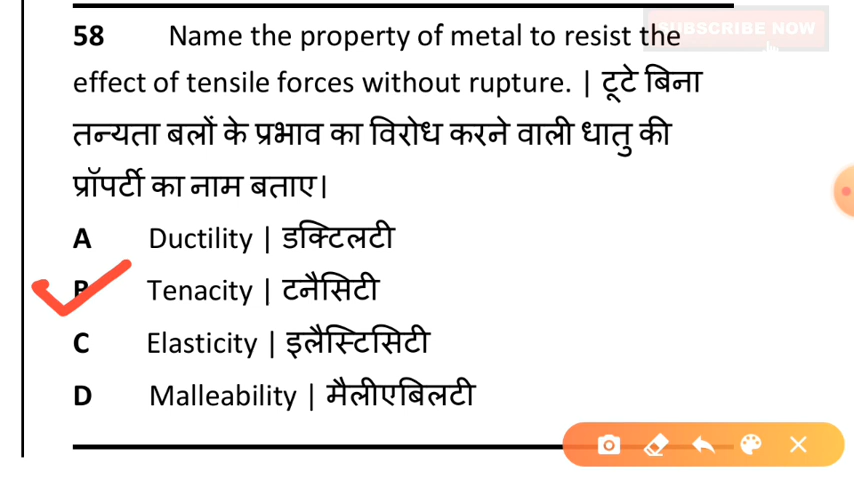 SUBSCRIBE NOW
58 Name the property of metal to resist the
effect of tensile forces without rupture. | टूटे बिना
तन्यता बलों के प्रभाव का विरोध करने वाली धातु की
प्रॉपर्टी का नाम बताए।
A Ductility | डक्टिलटी
B Tenacity | टनैसिटी
C Elasticity | इलैस्टिसिटी
D Malleability | मैलीएबिलटी